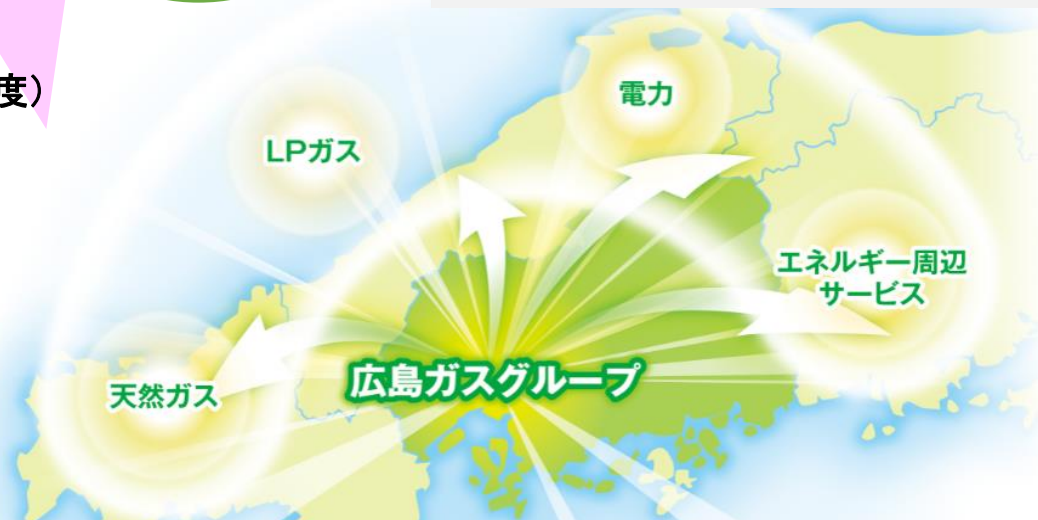 度）
電力
LPガス
エネルギー周辺
サービス
広島ガスグループ
天然ガス